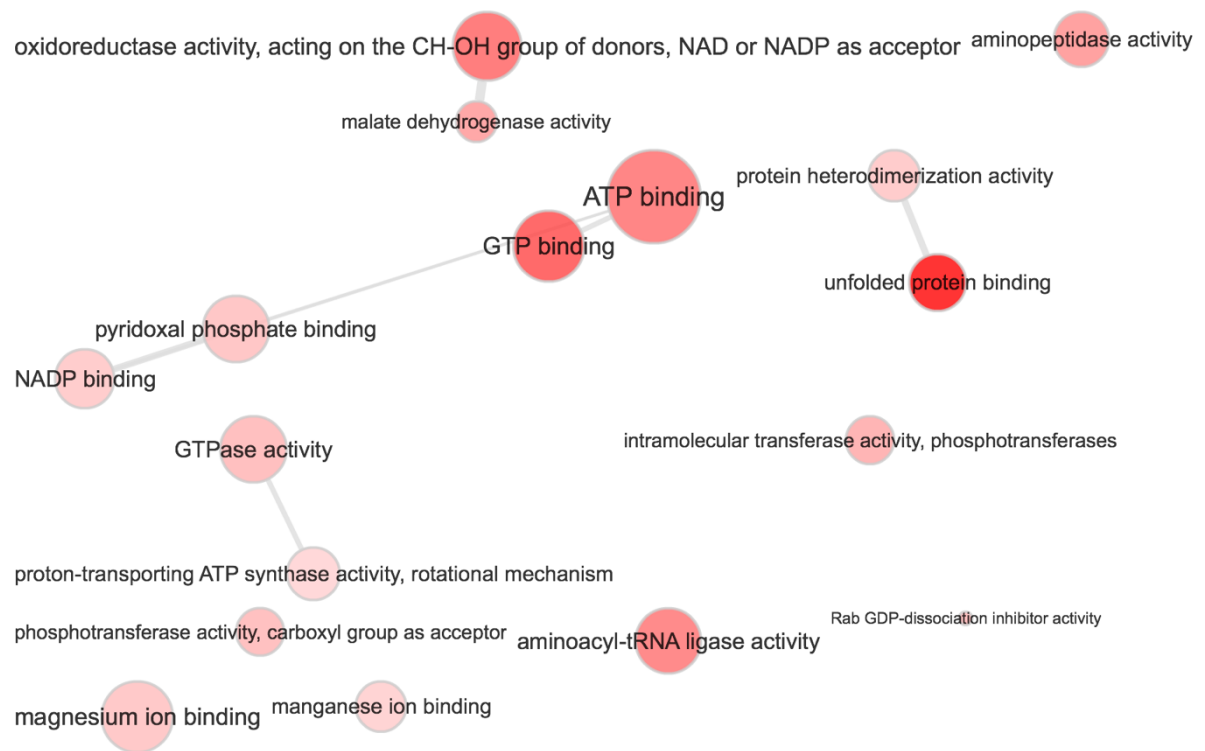 oxidoreductase activity, acting on the CH-OH group of donors, NAD or NADP as acceptor
aminopeptidase activity
malate dehydrogenase activity
protein heterodimerization activity
ATP binding
GTP binding
unfolded protein binding
pyridoxal phosphate binding
NADP binding
GTPase activity
intramolecular transferase activity, phosphotransferases
proton-transporting ATP synthase activity, rotational mechanism
phosphotransferase activity, carboxyl group as acceptor
aminoacyl-tRNA ligase activity
Rab GDP-dissociation inhibitor activity
magnesium ion binding
manganese ion binding